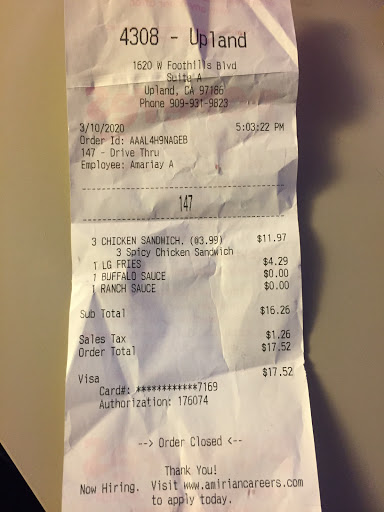 4308 - Upland
1620 W Foothills Blvd
Suite A
Upland, CA 97186
Phone 909-931-9823
3/10/2020 5:03:22 PM
Order Id: AAAL4H9NAGEB
147 - Drive Thru
Employee: Amariay A
147
3 CHICKEN SANDWICH, (@3.99) $11.97
3 Spicy Chicken Sandwich
1 LG FRIES $4.29
1 BUFFALO SAUCE $0.00
1 RANCH SAUCE $0.00
Sub Total $16.26
Sales Tax $1.26
Order Total $17.52
Visa $17.52
Card#: ************7169
Authorization: 176074
--> Order Closed <--
Thank You!
Now Hiring. Visit www.amiriancareers.com
to apply today.